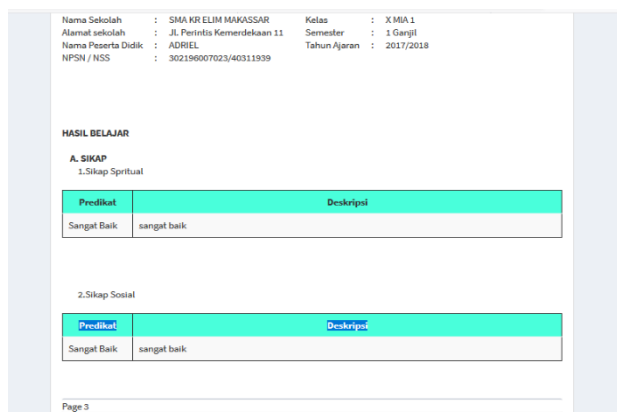 Nama Sekolah : SMA KR ELIM MAKASSAR Kelas : X MIA 1
Alamat sekolah : Jl. Perintis Kemerdekaan 11 Semester : 1 Ganjil
Nama Peserta Didik : ADRIEL Tahun Ajaran : 2017/2018
NPSN / NSS : 302196007023/40311939
HASIL BELAJAR
A. SIKAP
1.Sikap Spritual
Predikat Deskripsi
Sangat Baik sangat baik
2.Sikap Sosial
Predikat Deskripsi
Sangat Baik sangat baik
Page 3